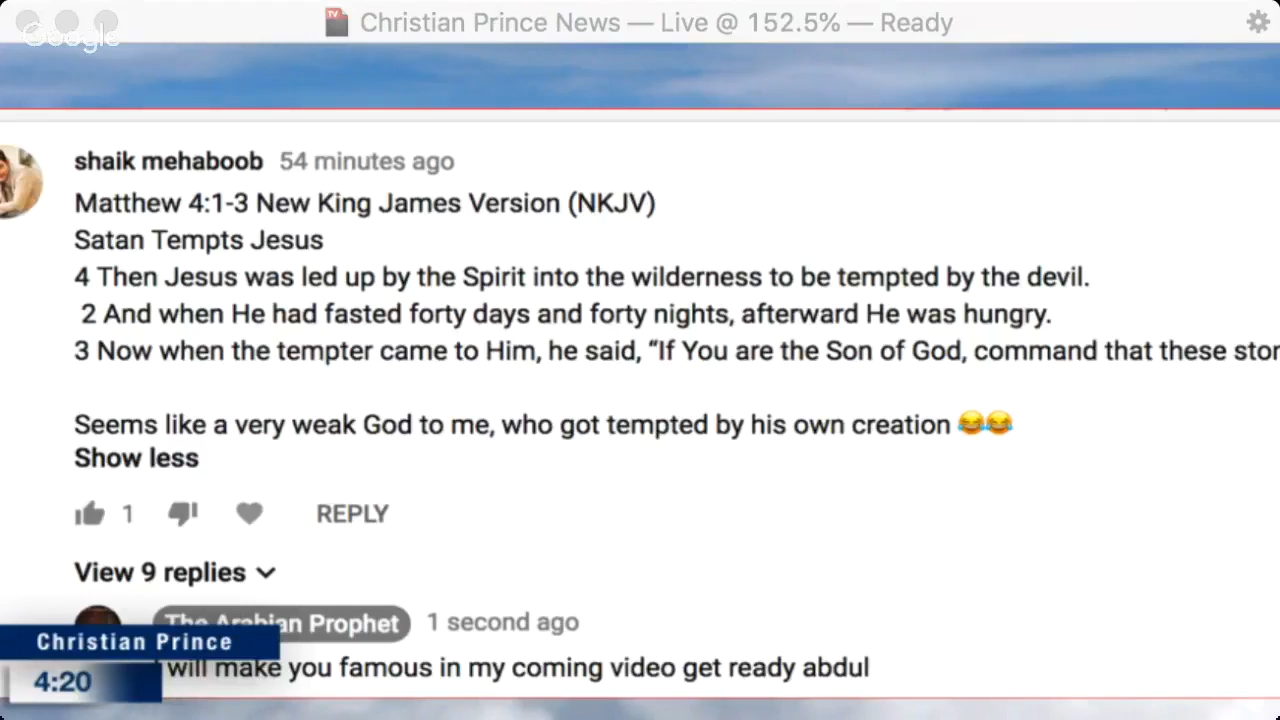 Christian Prince News — Live @ 152.5% — Ready
Google
shaik mehaboob 54 minutes ago
Matthew 4:1-3 New King James Version (NKJV)
Satan Tempts Jesus
4 Then Jesus was led up by the Spirit into the wilderness to be tempted by the devil.
2 And when He had fasted forty days and forty nights, afterward He was hungry.
3 Now when the tempter came to Him, he said, “If You are the Son of God, command that these
Seems like a very weak God to me, who got tempted by his own creation 😂😂
Show less
1 REPLY
View 9 replies
The Arabian Prophet 1 second ago
will make you famous in my coming video get ready abdul
Christian Prince
4:20